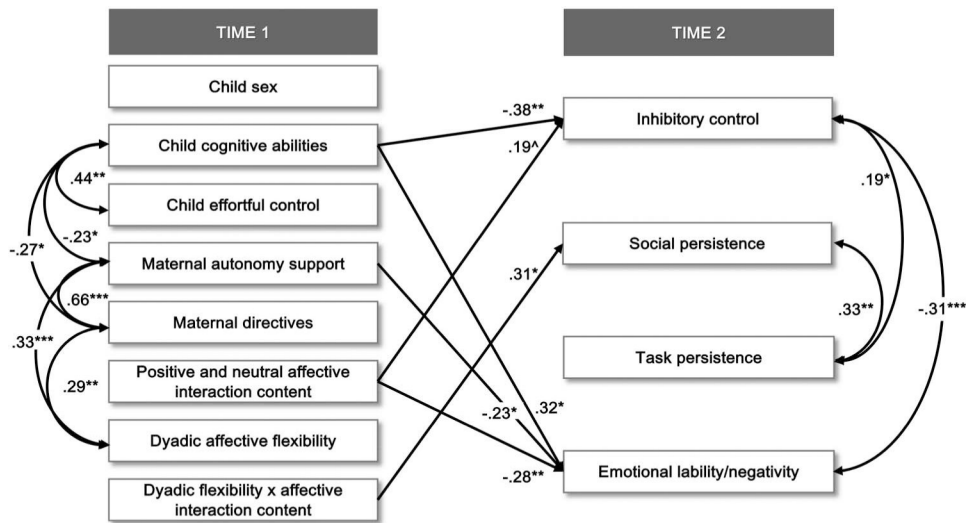 TIME 1
TIME 2
Child sex
Child cognitive abilities
Child effortful control
Maternal autonomy support
Maternal directives
Positive and neutral affective
interaction content
Dyadic affective flexibility
Dyadic flexibility x affective
interaction content
.44**
-.23*
-.27*
.66***
.33***
.29**
-.38**
.19^
.31*
-.23*
.32*
-.28**
Inhibitory control
Social persistence
Task persistence
Emotional lability/negativity
.19*
.33**
-.31***